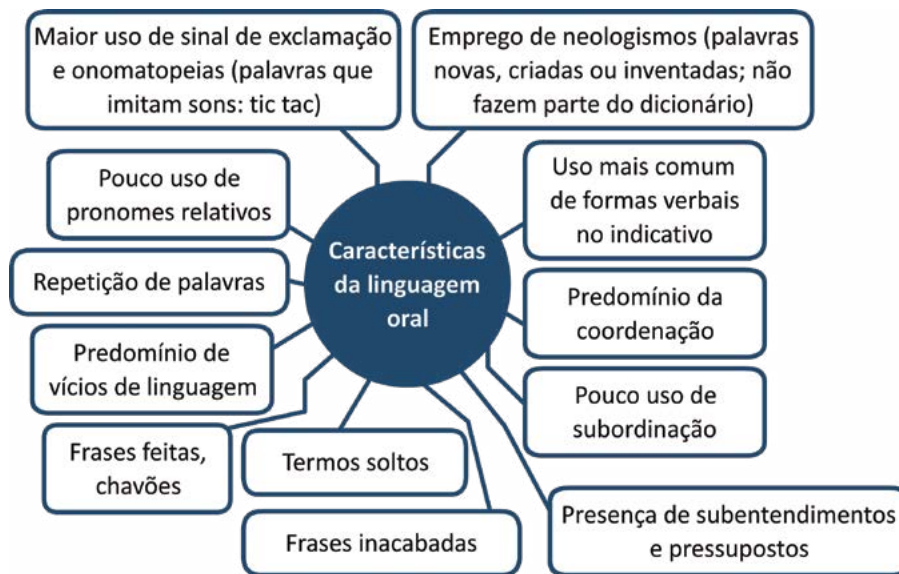 Maior uso de sinal de exclamação
e onomatopeias (palavras que
imitam sons: tic tac)
Emprego de neologismos (palavras
novas, criadas ou inventadas; não
fazem parte do dicionário)
Pouco uso de
pronomes relativos
Uso mais comum
de formas verbais
no indicativo
Características
da linguagem
oral
Repetição de palavras
Predomínio da
coordenação
Predomínio de
vícios de linguagem
Pouco uso de
subordinação
Frases feitas,
chavões
Termos soltos
Frases inacabadas
Presença de subentendimentos
e pressupostos